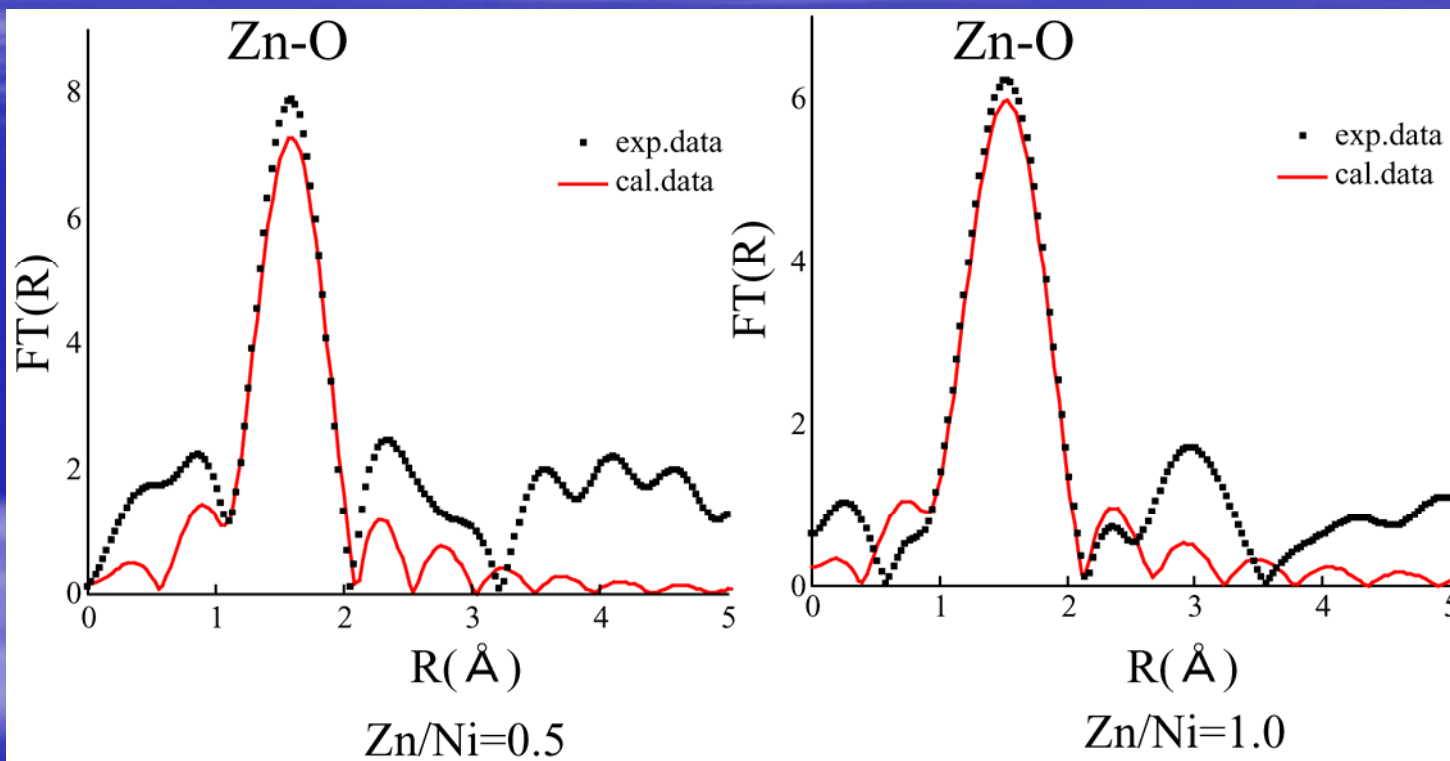 Zn-O
8
6
4
2
0
FT(R)
exp.data
cal.data
0 1 2 3 4 5
R(Å)
Zn/Ni=0.5
Zn-O
6
4
2
0
FT(R)
exp.data
cal.data
0 1 2 3 4 5
R(Å)
Zn/Ni=1.0